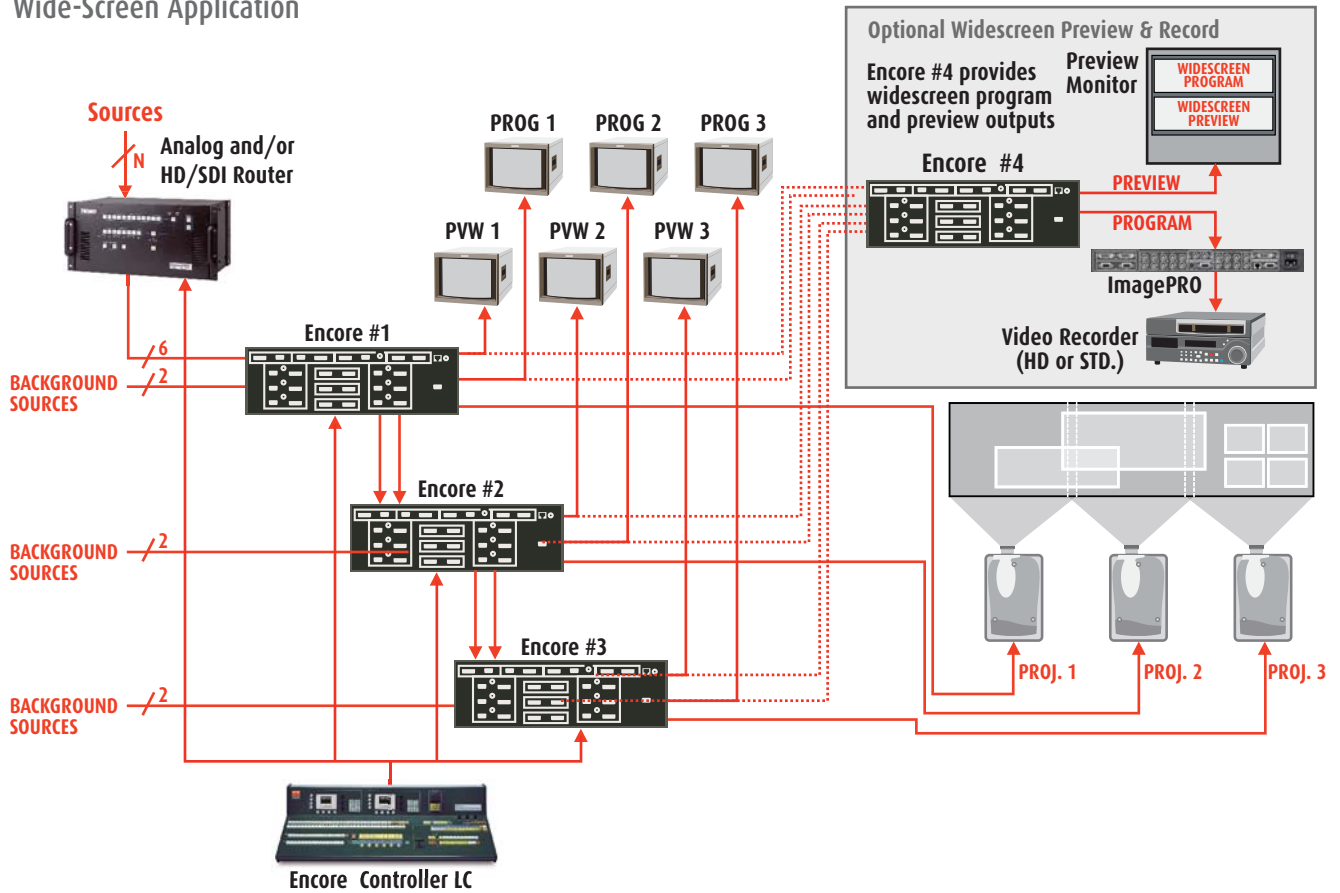 Wide-Screen Application
Optional Widescreen Preview & Record
Encore #4 provides
widescreen program
and preview outputs
Preview
Monitor
WIDESCREEN
PROGRAM
WIDESCREEN
PREVIEW
Encore #4
PREVIEW
PROGRAM
ImagePRO
Video Recorder
(HD or STD.)
Sources
N
Analog and/or
HD/SDI Router
PROG 1
PROG 2
PROG 3
PVW 1
PVW 2
PVW 3
Encore #1
6
BACKGROUND
SOURCES
2
Encore #2
BACKGROUND
SOURCES
2
Encore #3
BACKGROUND
SOURCES
2
PROJ. 1
PROJ. 2
PROJ. 3
Encore Controller LC